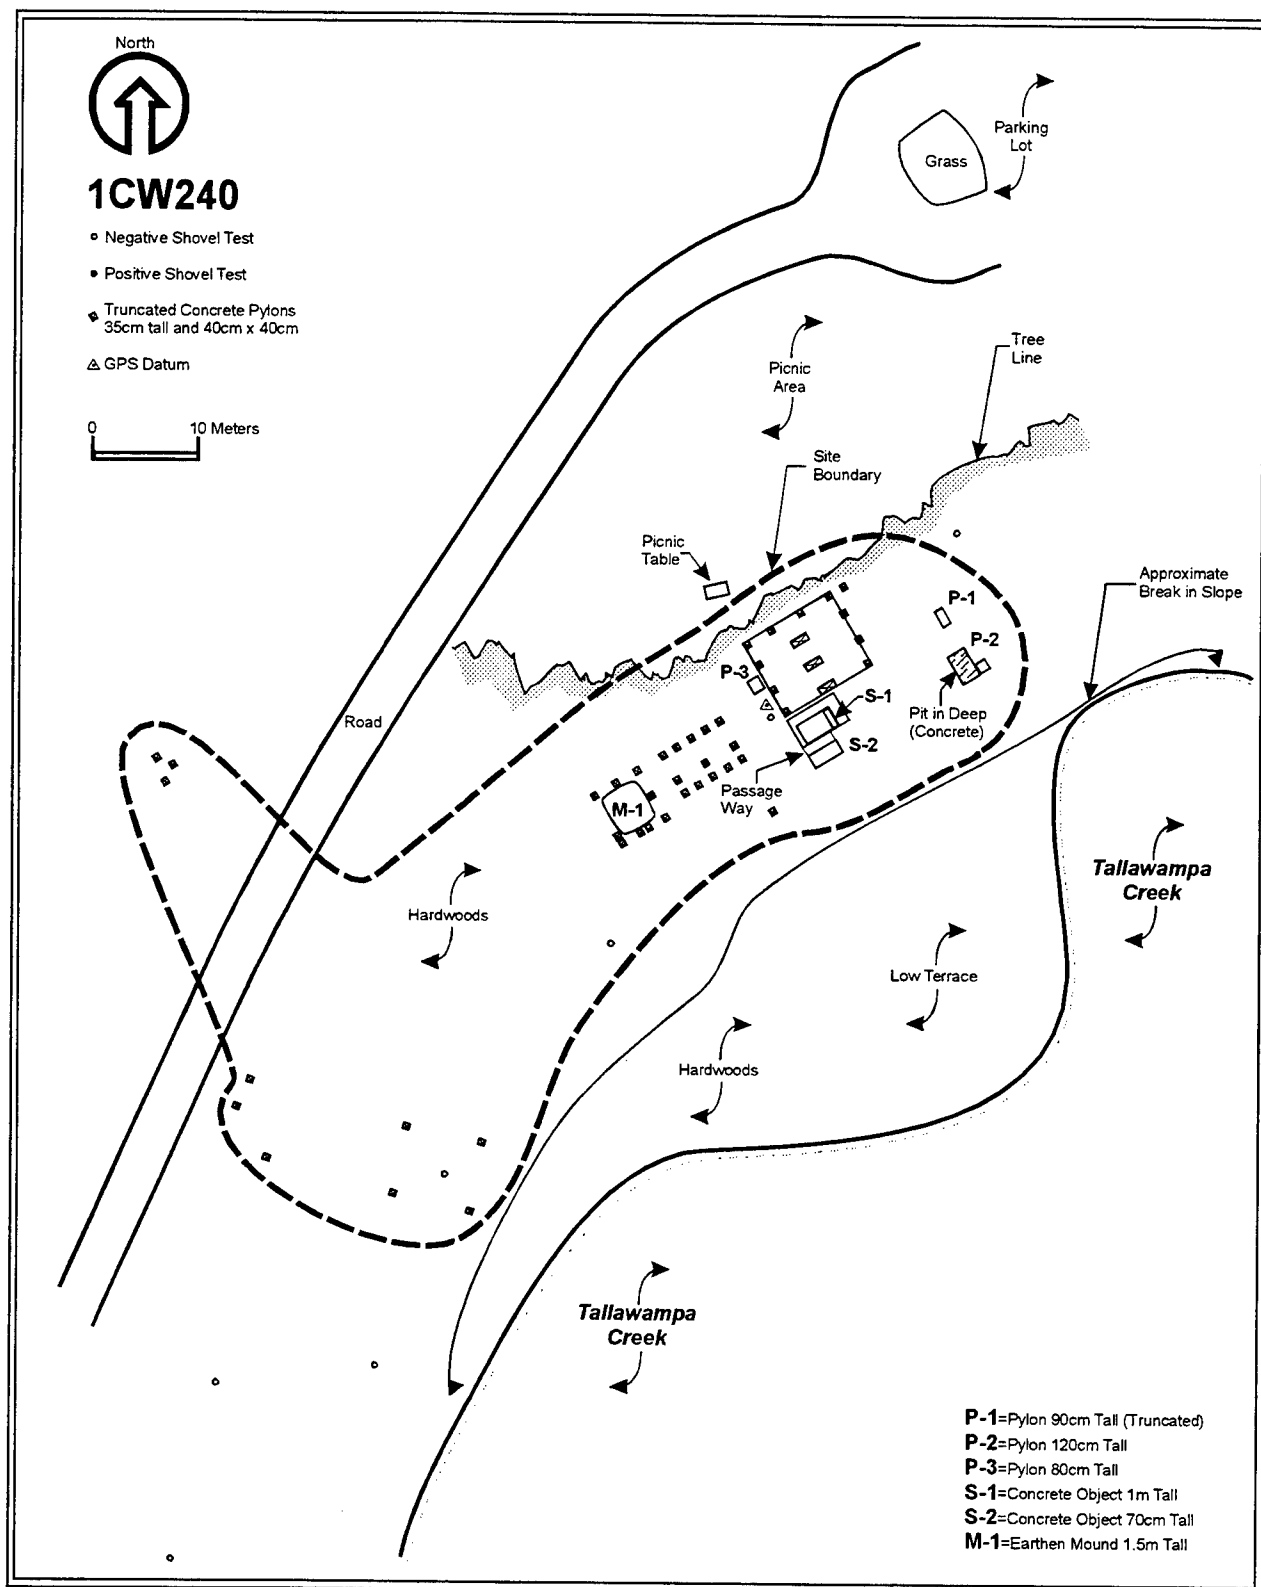 North
1CW240
Negative Shovel Test
Positive Shovel Test
Truncated Concrete Pylons
35cm tall and 40cm x 40cm
GPS Datum
0 10 Meters
Parking
Lot
Grass
Tree
Line
Picnic
Area
Site
Boundary
Picnic
Table
Approximate
Break in Slope
P-1
P-2
P-3
S-1
Pit in Deep
(Concrete)
S-2
Road
Passage
Way
M-1
Tallawampa
Creek
Hardwoods
Low Terrace
Hardwoods
Tallawampa
Creek
P-1=Pylon 90cm Tall (Truncated)
P-2=Pylon 120cm Tall
P-3=Pylon 80cm Tall
S-1=Concrete Object 1m Tall
S-2=Concrete Object 70cm Tall
M-1=Earthen Mound 1.5m Tall